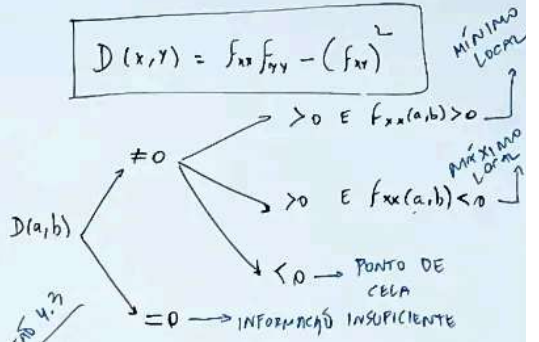 D(x,y) = fxx fyy - (fxy)²
MÍNIMO
LOCAL
> 0 E fxx(a,b) > 0
≠ 0
MÁXIMO
LOCAL
> 0 E fxx(a,b) < 0
D(a,b)
< 0 → PONTO DE
CELA
= 0 → INFORMAÇÃO INSUFICIENTE
4.